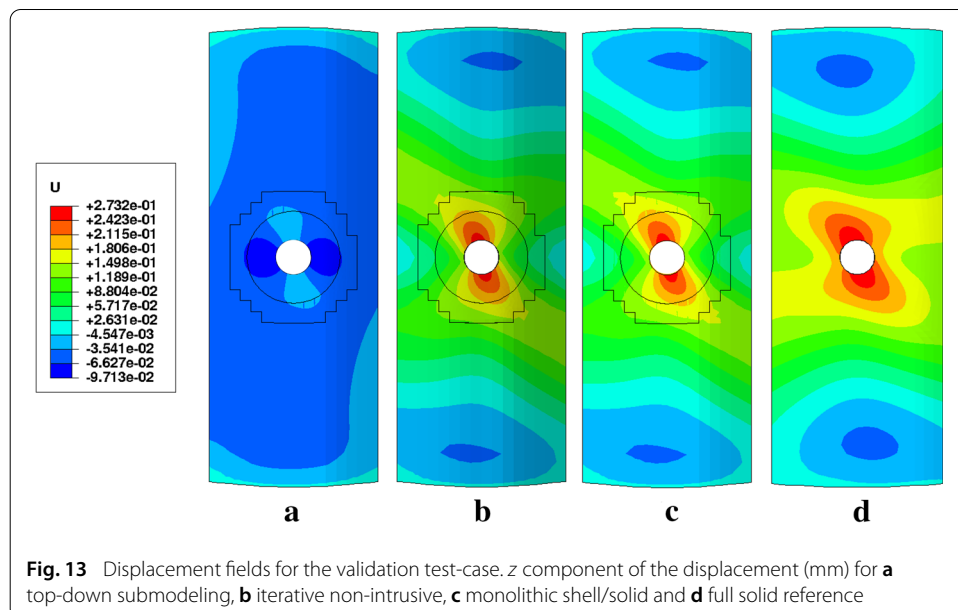 U
+2.732e-01
+2.423e-01
+2.115e-01
+1.806e-01
+1.498e-01
+1.189e-01
+8.804e-02
+5.717e-02
+2.631e-02
-4.547e-03
-3.541e-02
-6.627e-02
-9.713e-02
a b c d
Fig. 13 Displacement fields for the validation test-case. z component of the displacement (mm) for a
top-down submodeling, b iterative non-intrusive, c monolithic shell/solid and d full solid reference